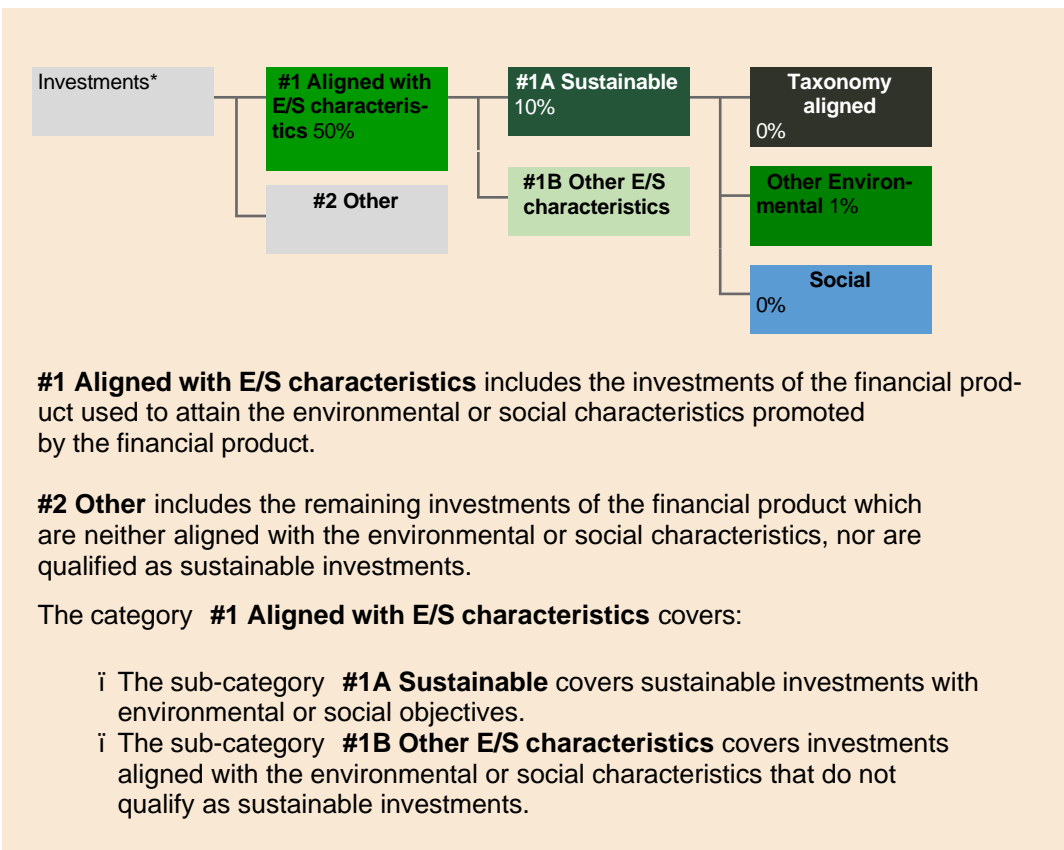 Investments*
#1 Aligned with
E/S characteris-
tics 50%
#2 Other
#1A Sustainable
10%
#1B Other E/S
characteristics
Taxonomy
aligned
0%
Other Environ-
mental 1%
Social
0%
#1 Aligned with E/S characteristics includes the investments of the financial prod-
uct used to attain the environmental or social characteristics promoted
by the financial product.
#2 Other includes the remaining investments of the financial product which
are neither aligned with the environmental or social characteristics, nor are
qualified as sustainable investments.
The category #1 Aligned with E/S characteristics covers:
ï The sub-category #1A Sustainable covers sustainable investments with
environmental or social objectives.
ï The sub-category #1B Other E/S characteristics covers investments
aligned with the environmental or social characteristics that do not
qualify as sustainable investments.